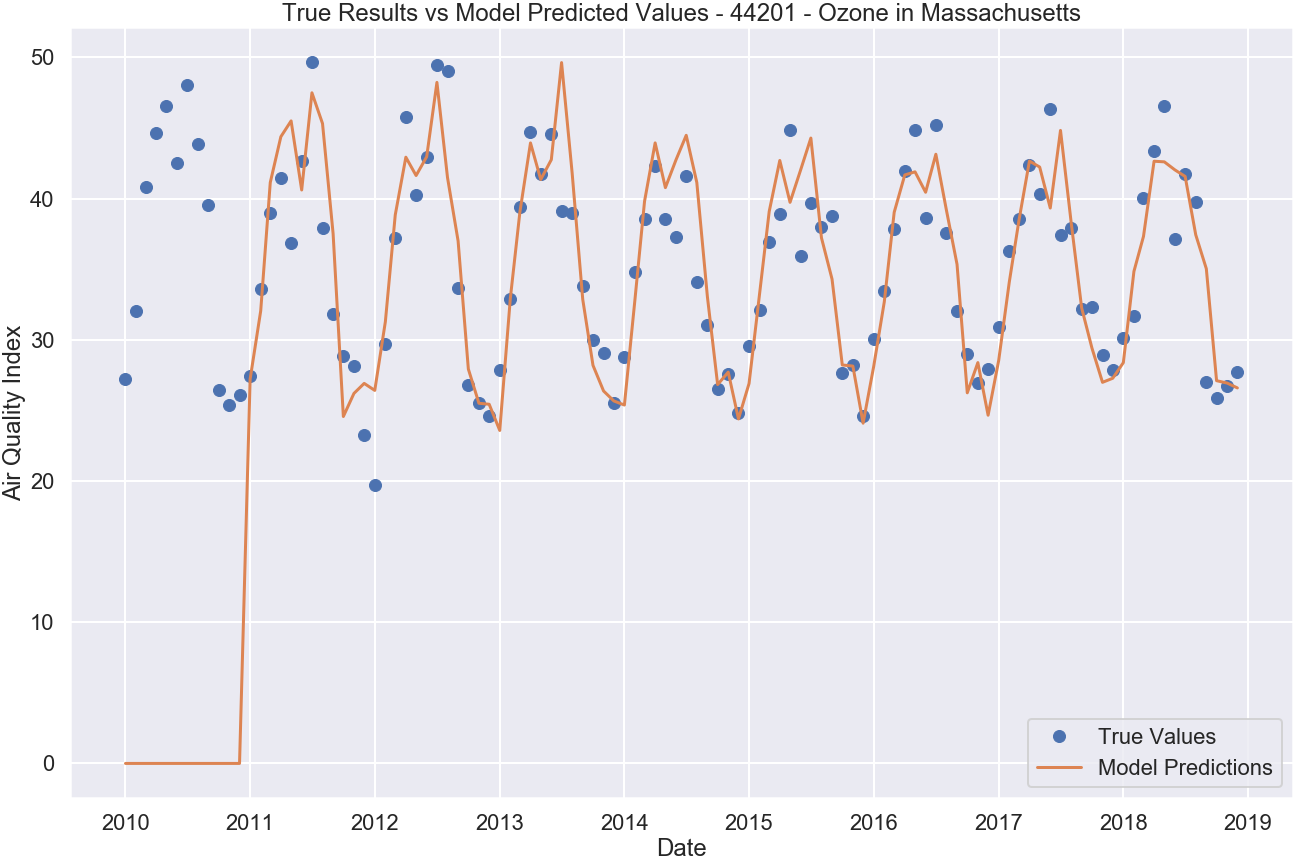 True Results vs Model Predicted Values - 44201 - Ozone in Massachusetts
50
40
30
20
10
0
Air Quality Index
2010 2011 2012 2013 2014 2015 2016 2017 2018 2019
Date
True Values
Model Predictions